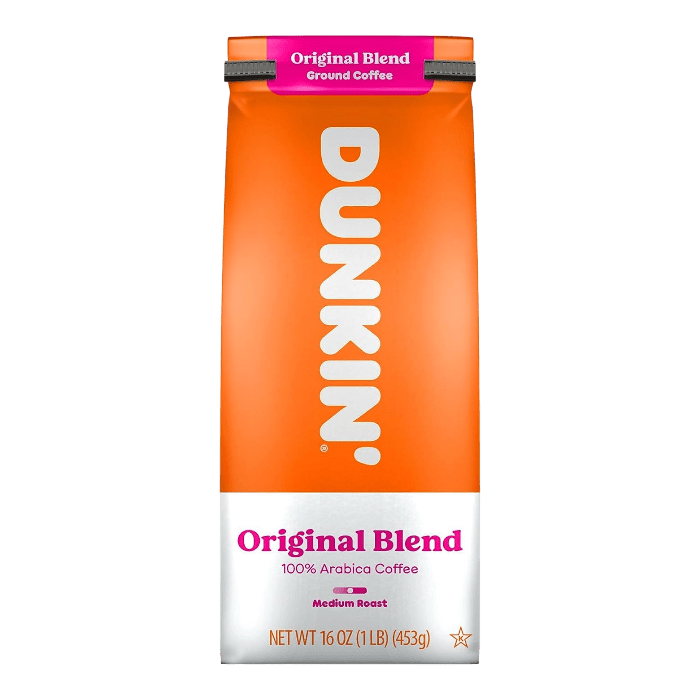 Original Blend
Ground Coffee
DUNKIN'®
Original Blend
100% Arabica Coffee
Medium Roast
NET WT 16 OZ (1 LB) (453g)
K